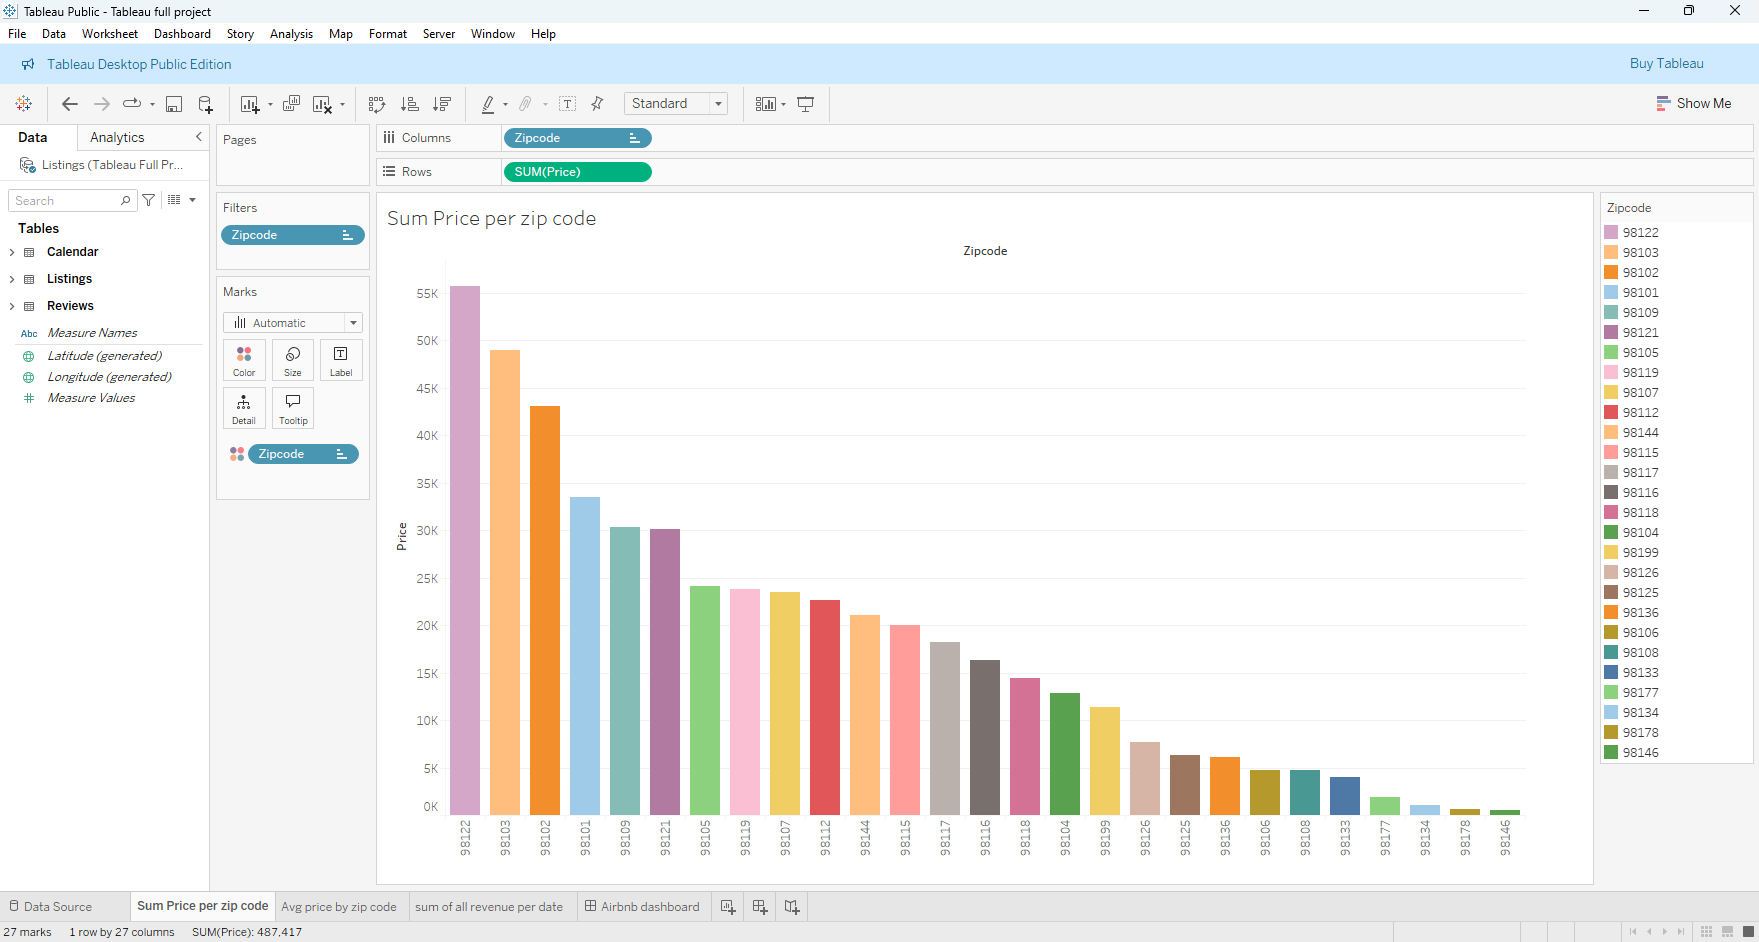 Tableau Public - Tableau full project
File Data Worksheet Dashboard Story Analysis Map Format Server Window Help
Tableau Desktop Public Edition
Buy Tableau
Standard
Show Me
Data
Analytics
Listings (Tableau Full Pr...
Search
Tables
Calendar
Listings
Reviews
Abc Measure Names
Latitude (generated)
Longitude (generated)
Measure Values
Pages
Filters
Zipcode
Marks
Automatic
Color Size Label
Detail Tooltip
Zipcode
Columns Zipcode
Rows SUM(Price)
Sum Price per zip code
Zipcode
Price
55K
50K
45K
40K
35K
30K
25K
20K
15K
10K
5K
0K
98122
98103
98102
98101
98109
98121
98105
98119
98107
98112
98144
98115
98117
98116
98118
98104
98199
98126
98125
98136
98106
98108
98133
98177
98134
98178
98146
Zipcode
98122
98103
98102
98101
98109
98121
98105
98119
98107
98112
98144
98115
98117
98116
98118
98104
98199
98126
98125
98136
98106
98108
98133
98177
98134
98178
98146
Data Source
Sum Price per zip code
Avg price by zip code
sum of all revenue per date
Airbnb dashboard
27 marks 1 row by 27 columns SUM(Price): 487,417